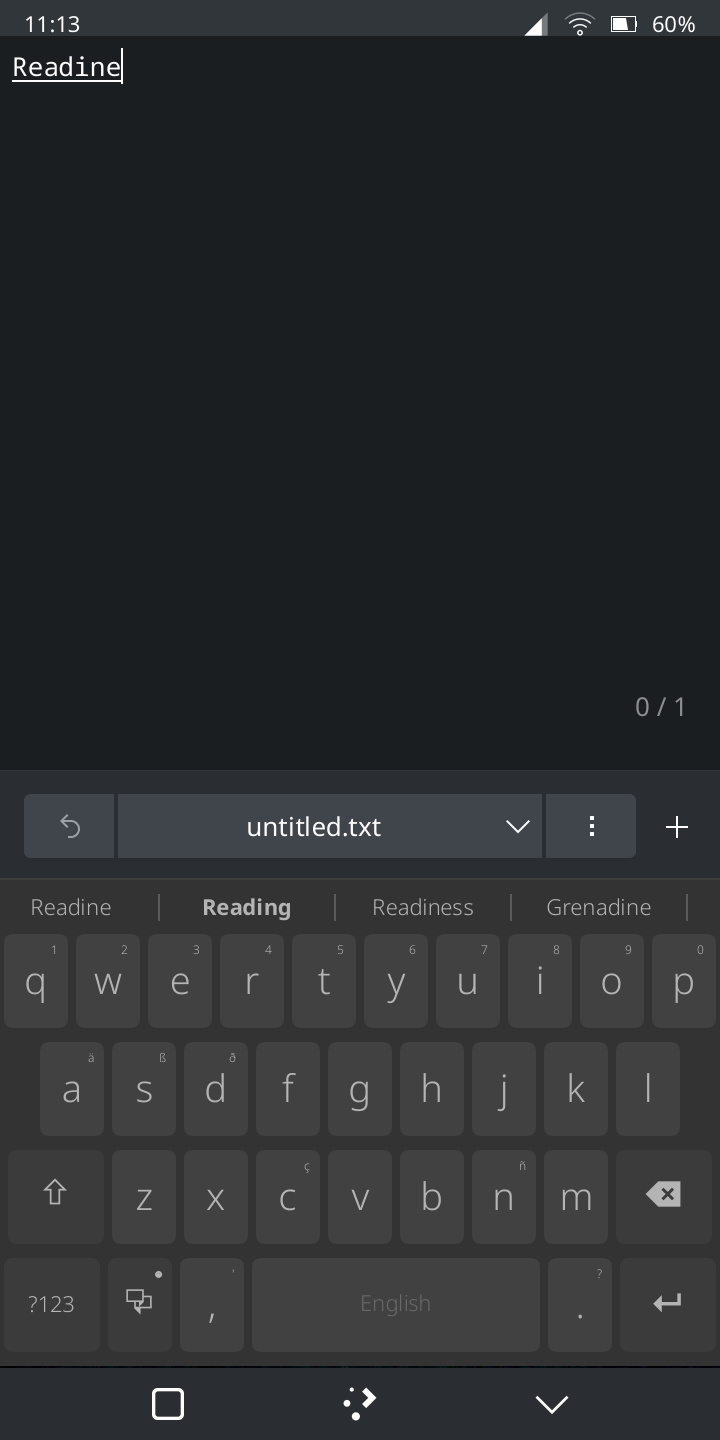 11:13 60%
Readine
0 / 1
untitled.txt
Readine Reading Readiness Grenadine
1 2 3 4 5 6 7 8 9 0
q w e r t y u i o p
ä ß ð
a s d f g h j k l
ç ñ
z x c v b n m
' ?
?123 , English .